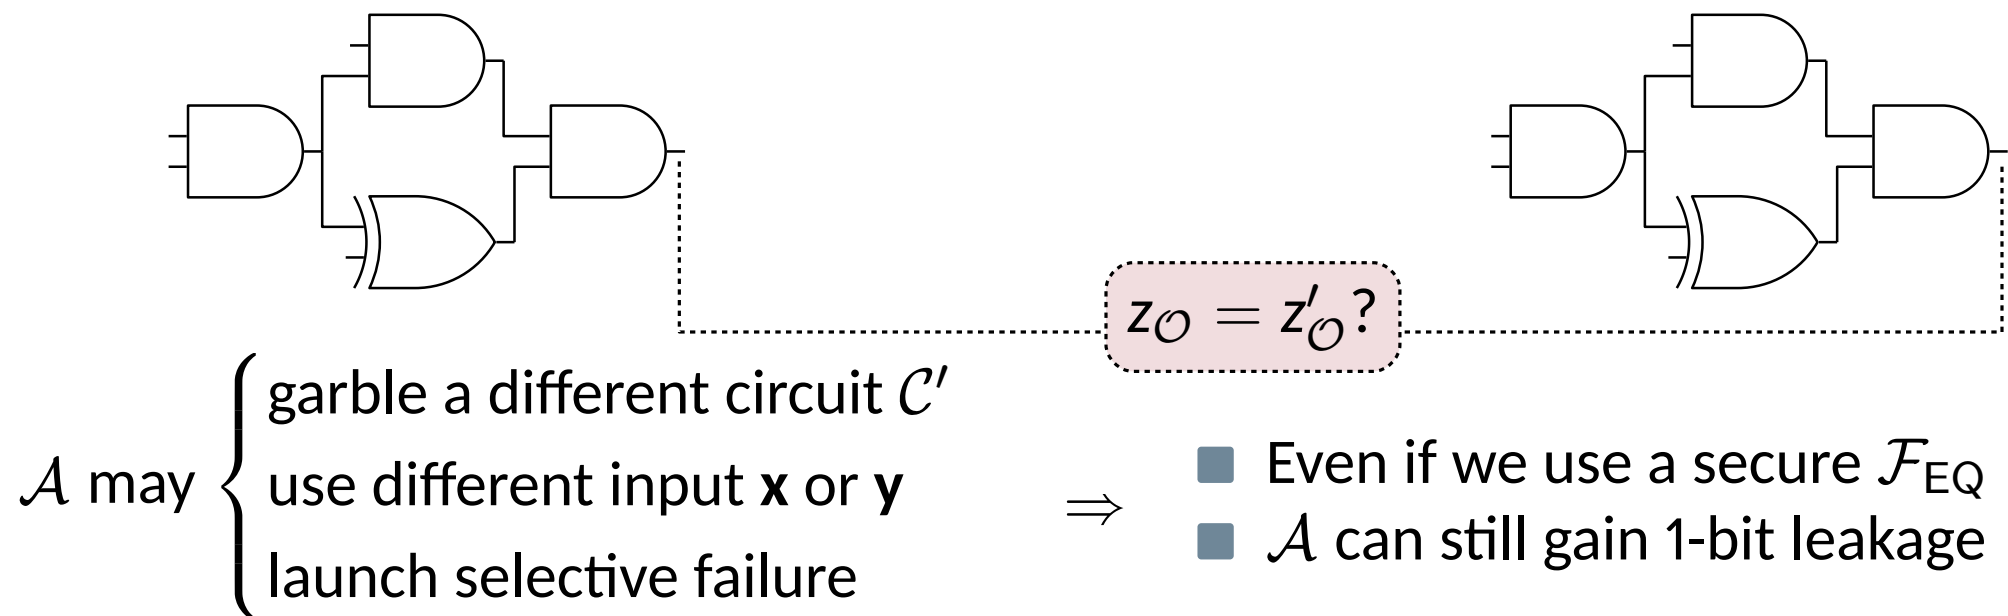 z_𝒪 = z′_𝒪?
𝒜 may
garble a different circuit 𝒞′
use different input x or y
launch selective failure
⇒
Even if we use a secure ℱ_EQ
𝒜 can still gain 1-bit leakage